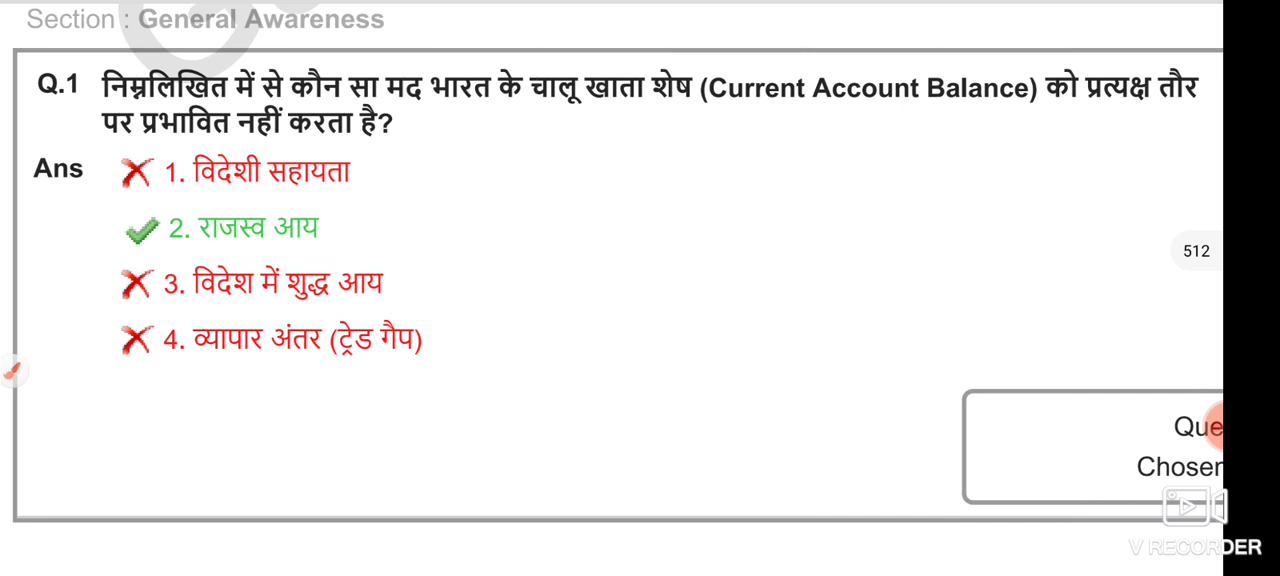 Section : General Awareness
Q.1 निम्नलिखित में से कौन सा मद भारत के चालू खाता शेष (Current Account Balance) को प्रत्यक्ष तौर
पर प्रभावित नहीं करता है?
Ans 1. विदेशी सहायता
2. राजस्व आय
512
3. विदेश में शुद्ध आय
4. व्यापार अंतर (ट्रेड गैप)
Que
Chosen
V RECORDER